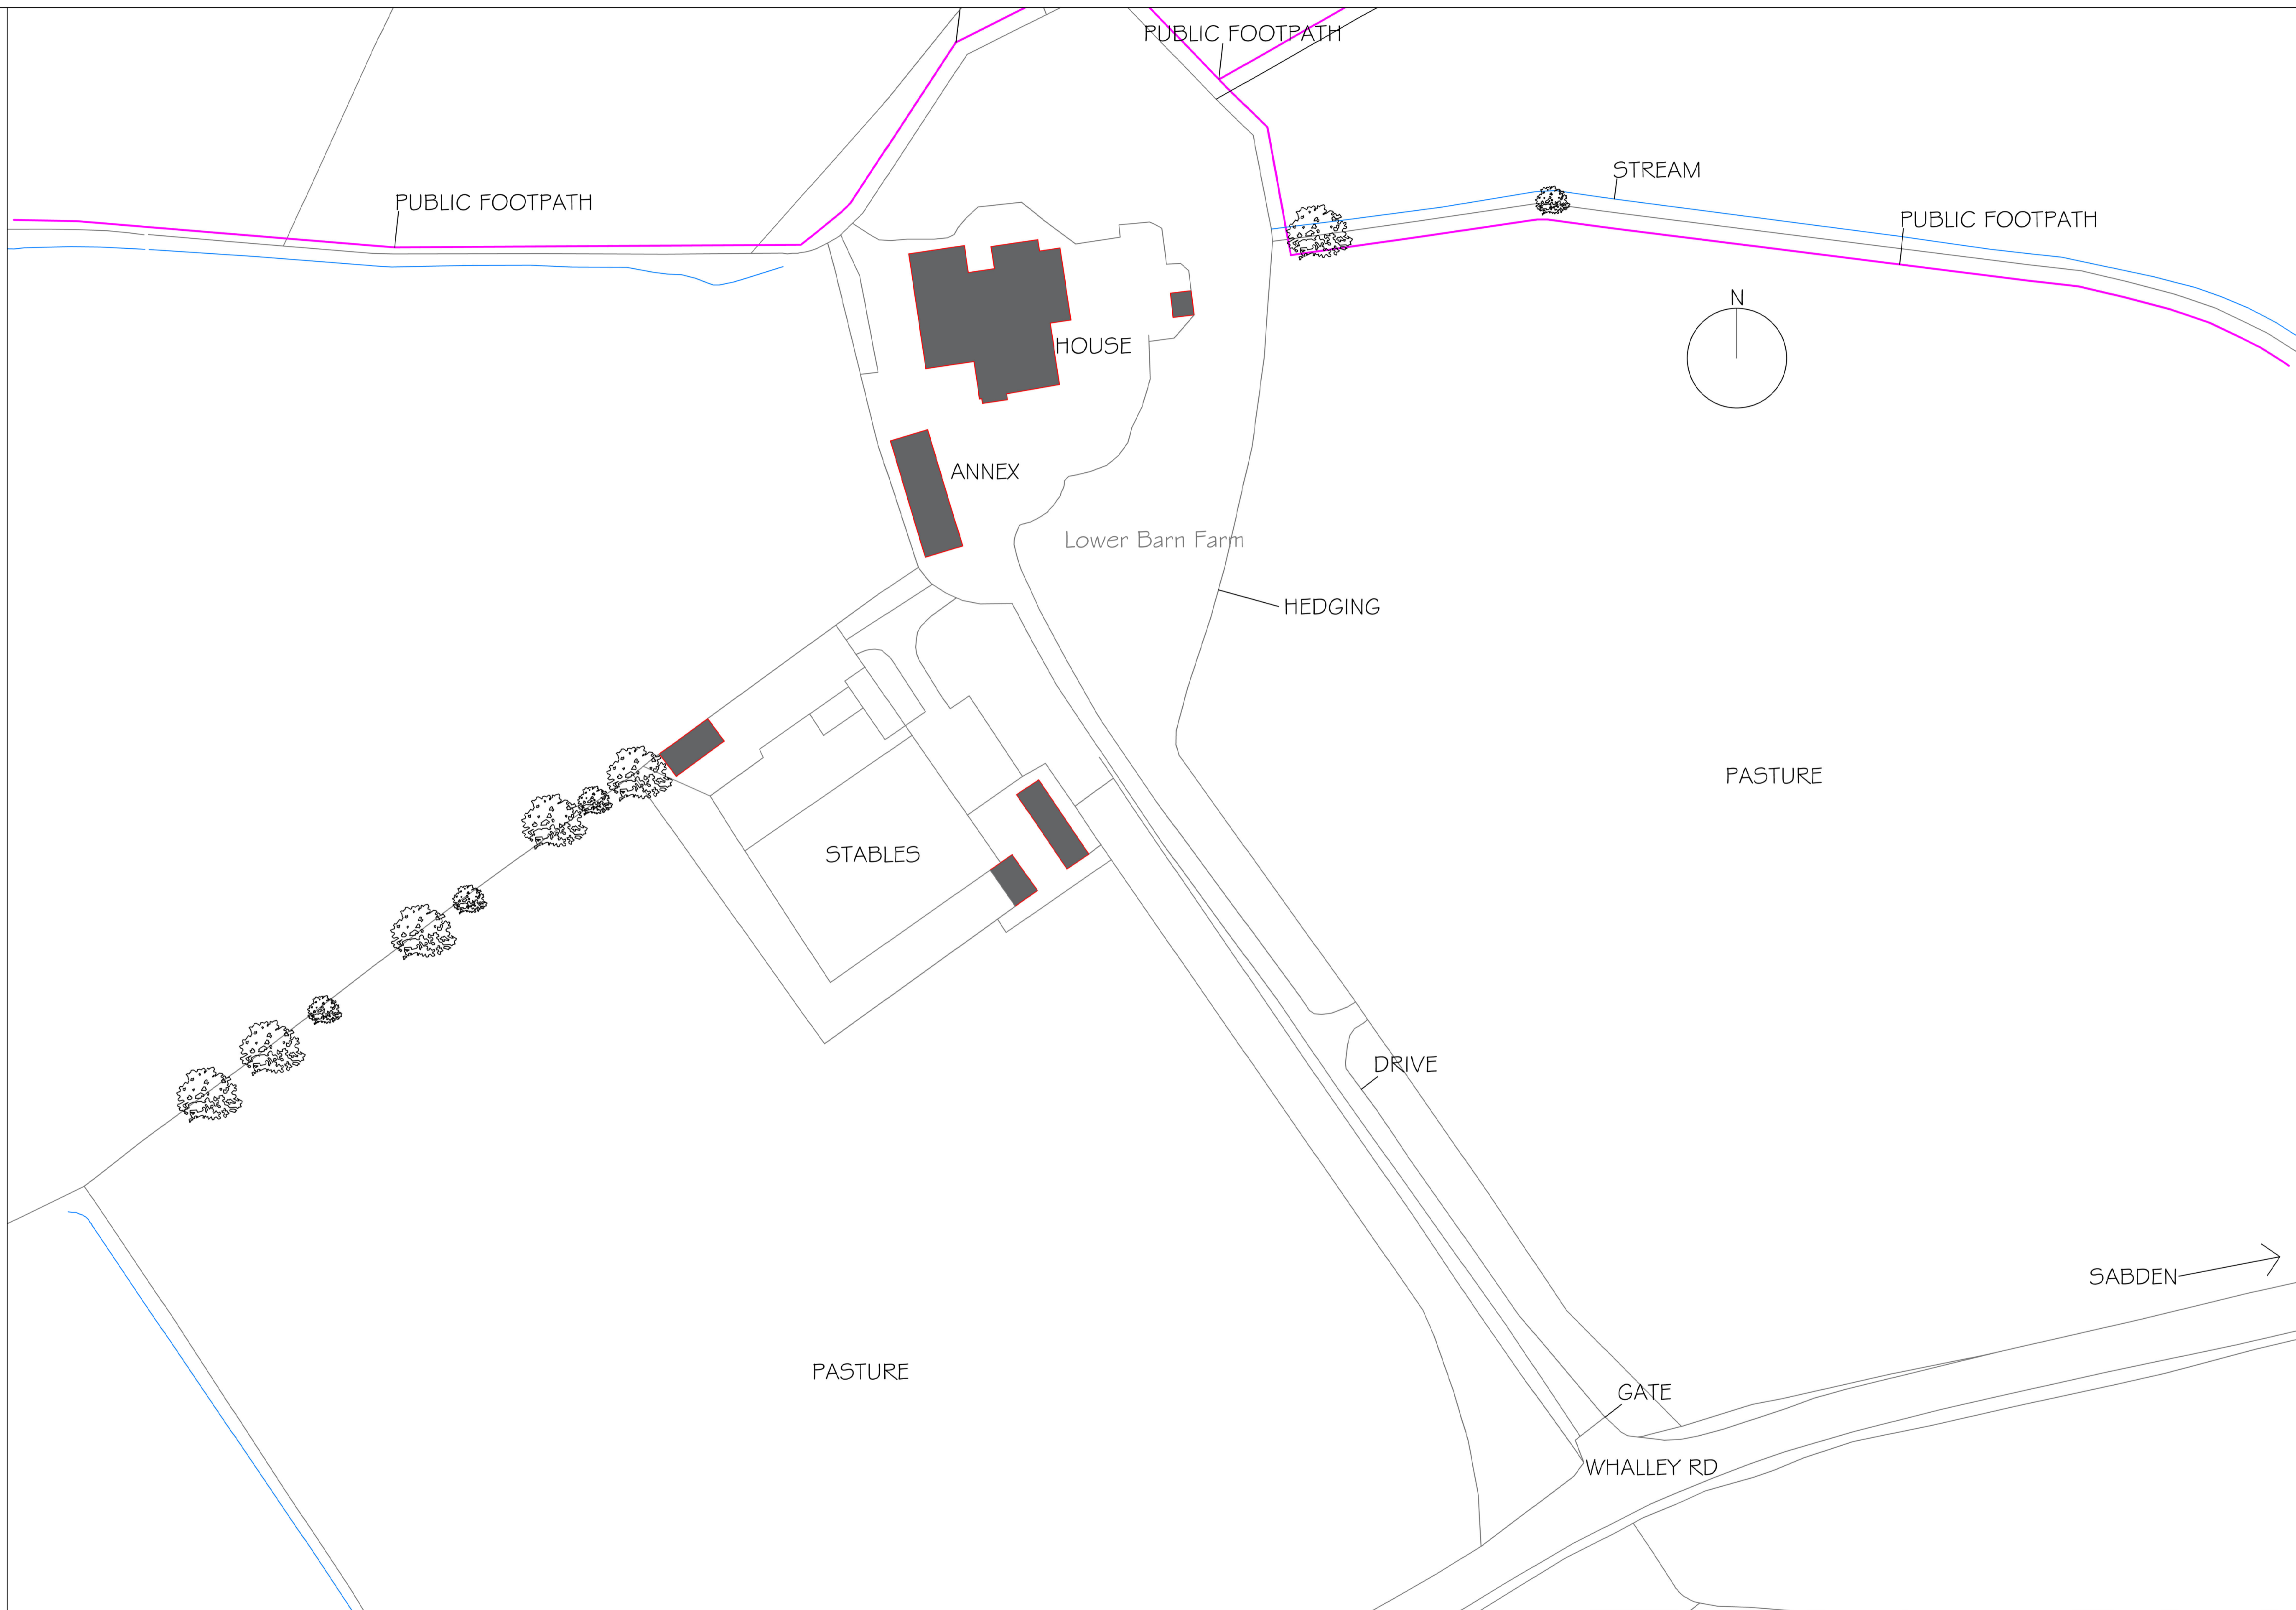 PUBLIC FOOTPATH
STREAM
PUBLIC FOOTPATH
PUBLIC FOOTPATH
N
HOUSE
ANNEX
Lower Barn Farm
HEDGING
PASTURE
STABLES
DRIVE
SABDEN
PASTURE
GATE
WHALLEY RD